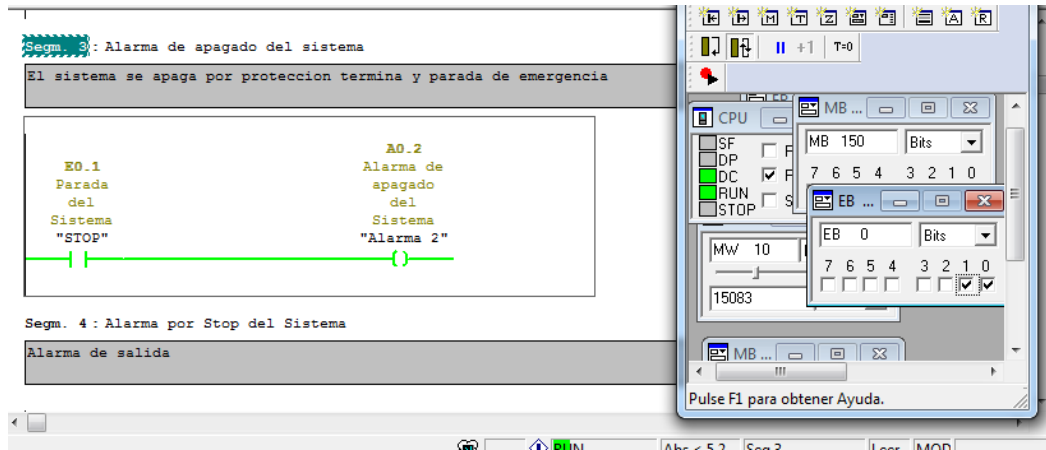 Segm. 3 : Alarma de apagado del sistema
El sistema se apaga por proteccion termina y parada de emergencia
E0.1
Parada
del
Sistema
"STOP"
A0.2
Alarma de
apagado
del
Sistema
"Alarma 2"
Segm. 4 : Alarma por Stop del Sistema
Alarma de salida
+1 T=0
CPU
SF
DP
DC
RUN
STOP
MB ...
MB 150 Bits
7 6 5 4 3 2 1 0
EB ...
EB 0 Bits
7 6 5 4 3 2 1 0
MW 10
15083
MB ...
Pulse F1 para obtener Ayuda.
RUN Abs < 5.2 Seg 3 Leer MOD